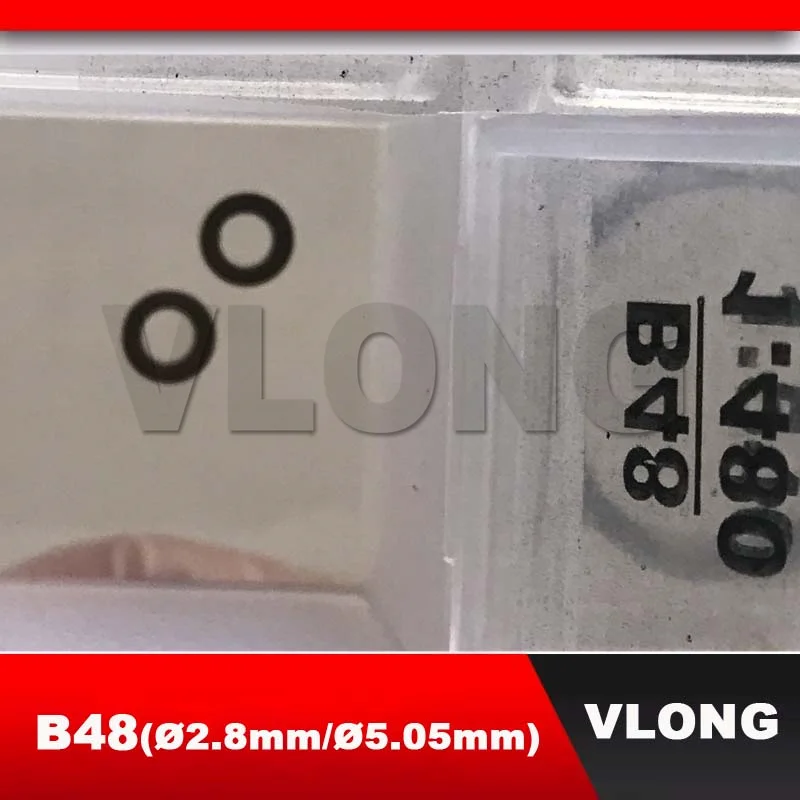 VLONG
B48
1.480
B48(Ø2.8mm/Ø5.05mm)
VLONG